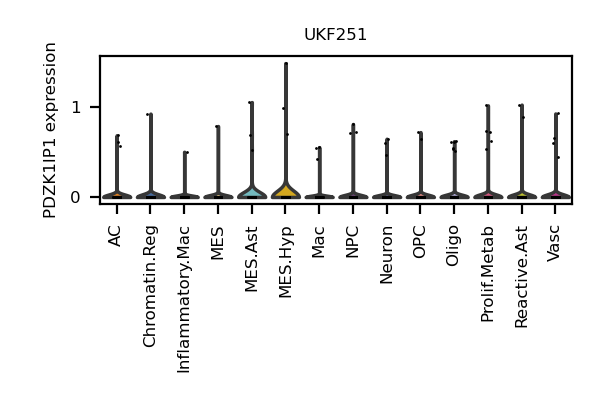 UKF251
PDZK1IP1 expression
1
0
AC
Chromatin.Reg
Inflammatory.Mac
MES
MES.Ast
MES.Hyp
Mac
NPC
Neuron
OPC
Oligo
Prolif.Metab
Reactive.Ast
Vasc